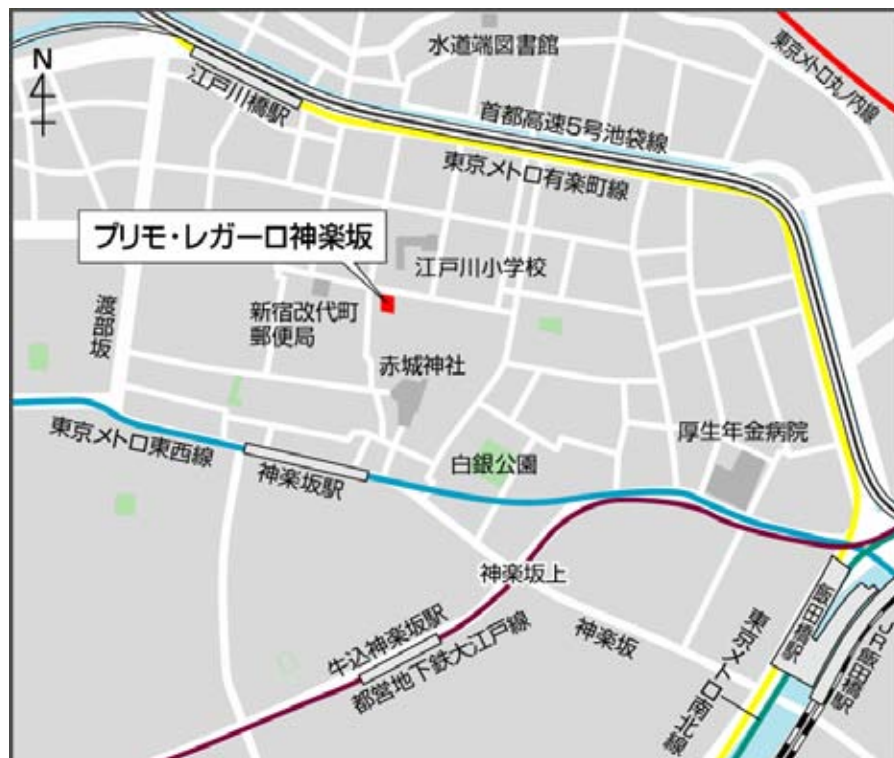 水道端図書館
東京メトロ丸ノ内線
N
江戸川橋駅
首都高速5号池袋線
東京メトロ有楽町線
プリモ・レガーロ神楽坂
江戸川小学校
渡部坂
新宿改代町
郵便局
赤城神社
東京メトロ東西線
神楽坂駅
白銀公園
厚生年金病院
神楽坂上
牛込神楽坂駅
都営地下鉄大江戸線
神楽坂
東京メトロ南北線
飯田橋駅
JR飯田橋駅